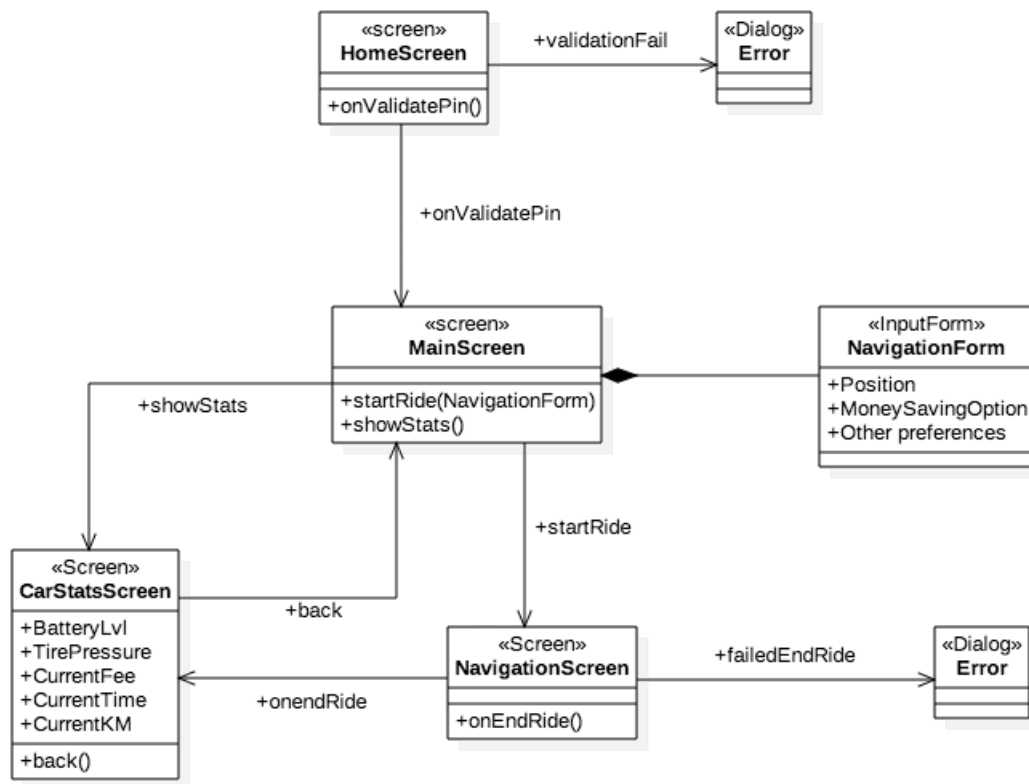 «screen»
HomeScreen
+onValidatePin()
+validationFail
«Dialog»
Error
+onValidatePin
«screen»
MainScreen
+startRide(NavigationForm)
+showStats()
«InputForm»
NavigationForm
+Position
+MoneySavingOption
+Other preferences
+showStats
+startRide
«Screen»
CarStatsScreen
+BatteryLvl
+TirePressure
+CurrentFee
+CurrentTime
+CurrentKM
+back()
+back
+onendRide
«Screen»
NavigationScreen
+onEndRide()
+failedEndRide
«Dialog»
Error